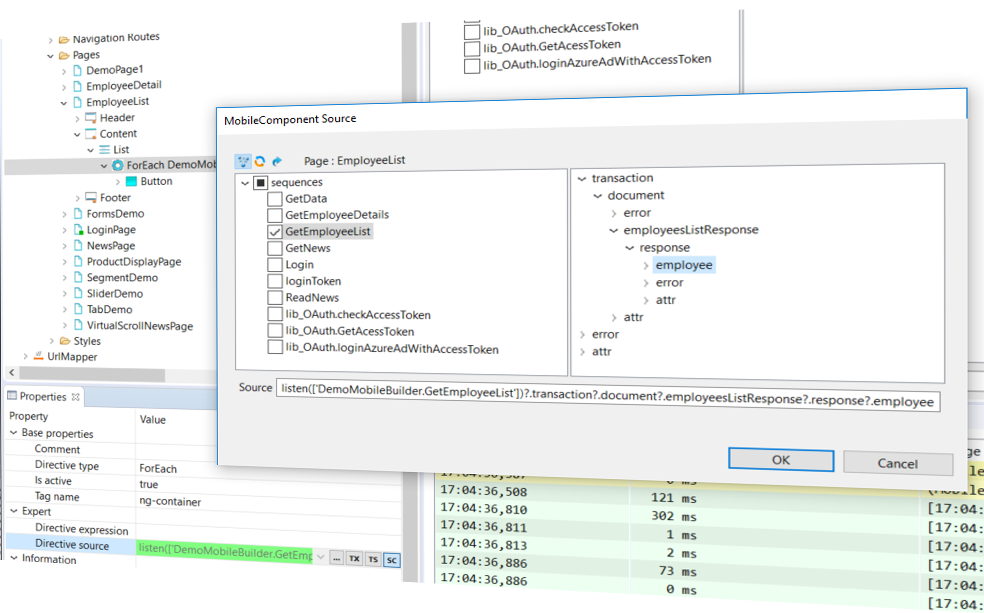 Navigation Routes
Pages
DemoPage1
EmployeeDetail
EmployeeList
Header
Content
List
ForEach DemoMob
Button
Footer
FormsDemo
LoginPage
NewsPage
ProductDisplayPage
SegmentDemo
SliderDemo
TabDemo
VirtualScrollNewsPage
Styles
UrlMapper
lib_OAuth.checkAccessToken
lib_OAuth.GetAcessToken
lib_OAuth.loginAzureAdWithAccessToken
MobileComponent Source
Page : EmployeeList
sequences
GetData
GetEmployeeDetails
GetEmployeeList
GetNews
Login
loginToken
ReadNews
lib_OAuth.checkAccessToken
lib_OAuth.GetAcessToken
lib_OAuth.loginAzureAdWithAccessToken
transaction
document
error
employeesListResponse
response
employee
error
attr
attr
error
attr
Source listen(['DemoMobileBuilder.GetEmployeeList'])?.transaction?.document?.employeesListResponse?.response?.employee
OK Cancel
Properties
Property Value
Base properties
Comment
Directive type ForEach
Is active true
Tag name ng-container
Expert
Directive expression
Directive source listen(['DemoMobileBuilder.GetEmp ... TX TS SC
Information
17:04:36,508 121 ms [17:04:
17:04:36,810 302 ms [17:04:
17:04:36,811 1 ms [17:04:
17:04:36,813 2 ms [17:04:
17:04:36,886 73 ms [17:04:
17:04:36,886 0 ms [17:04: